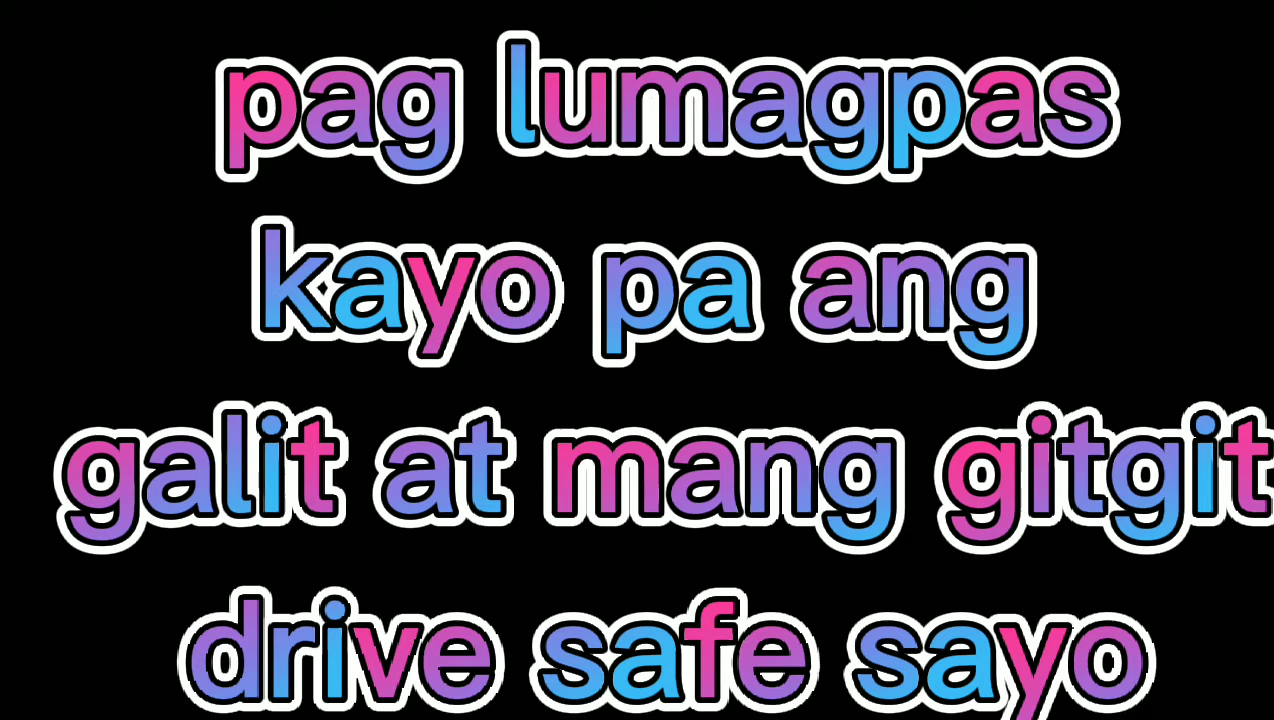 pag lumagpas
kayo pa ang
galit at mang gitgit
drive safe sayo